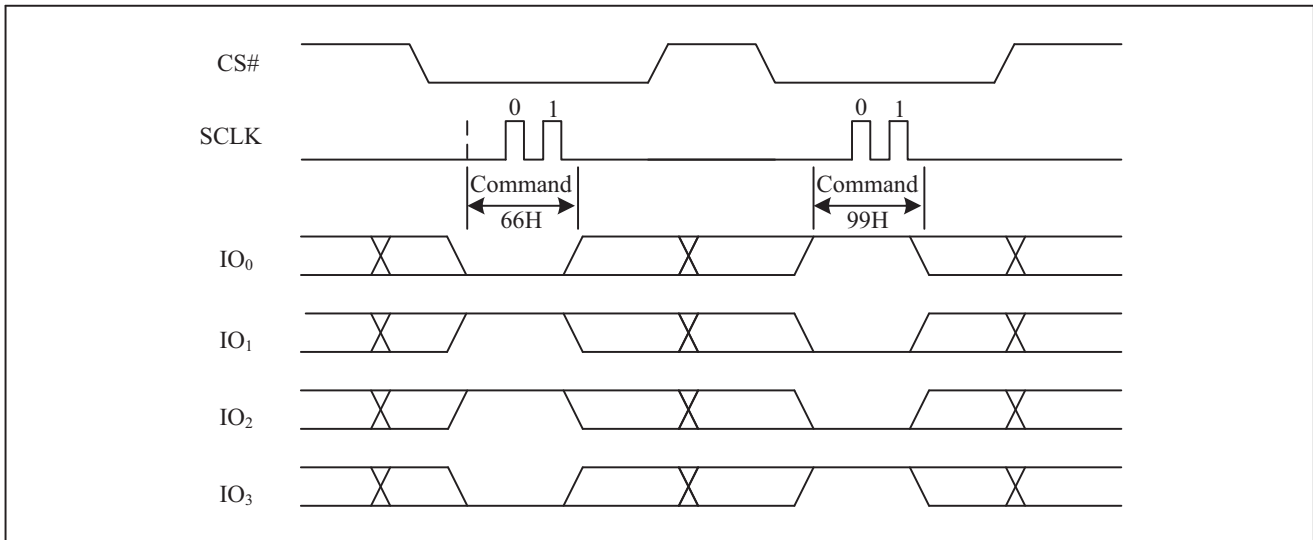 CS#
0 1 0 1
SCLK
Command Command
66H 99H
IO₀
IO₁
IO₂
IO₃